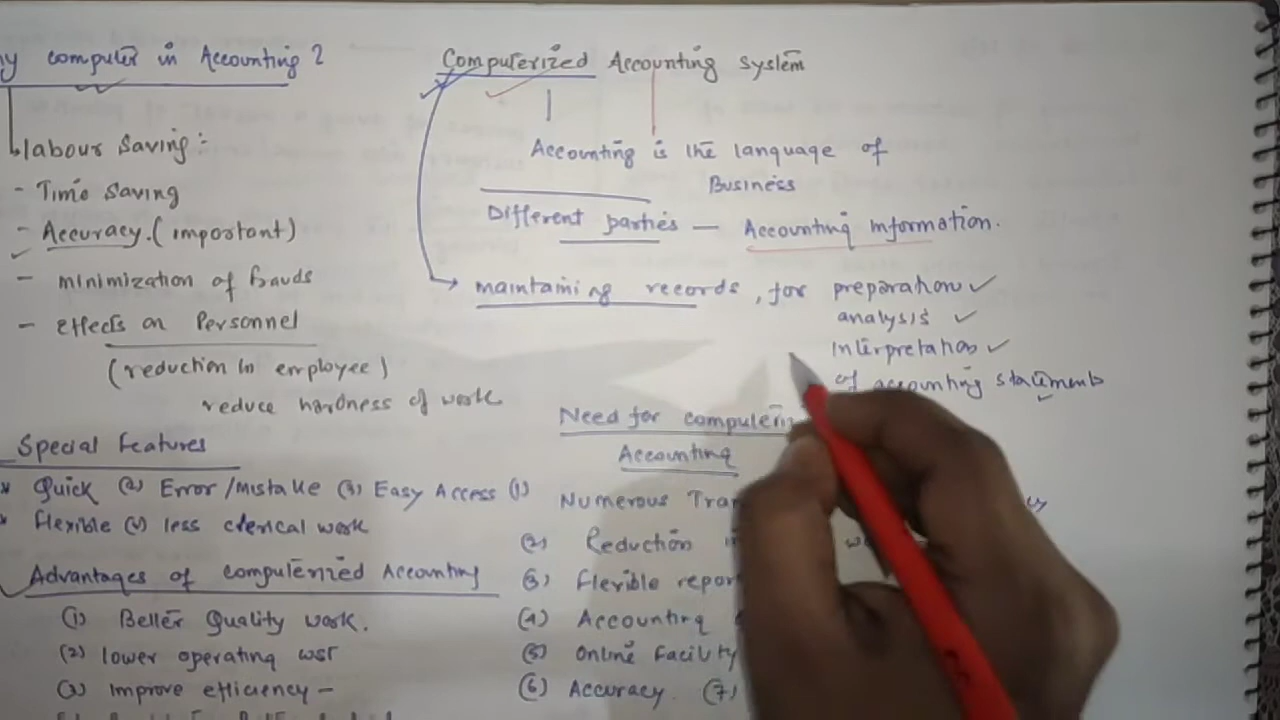 computer in Accounting ?
labour saving :-
- Time saving
- Accuracy. (important)
- minimization of frauds
- effects on Personnel
(reduction in employee)
reduce hardness of work
Special Features
* Quick (2) Error/Mistake (3) Easy Access (1)
* Flexible (4) less clerical work
Advantages of computerized Accounting
(1) Better Quality work.
(2) lower operating cost
(3) improve efficiency -
Computerized Accounting system
Accounting is the language of
Business
Different parties — Accounting information.
maintaining records, for preparation
analysis
Interpretation
of accounting statements
Need for
Accounting
Numerous
(2) Reduction
(3) Flexible
(4) Accounting
(5) Online Facility
(6) Accuracy. (7)